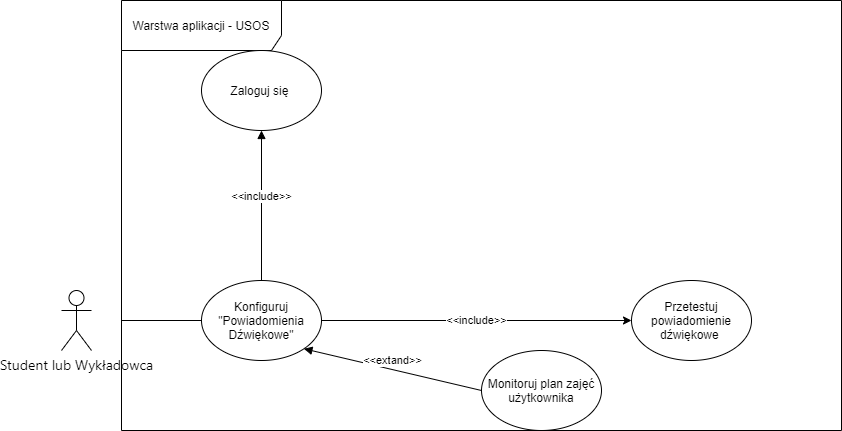 Warstwa aplikacji - USOS
Zaloguj się
<<include>>
Konfiguruj
"Powiadomienia
Dźwiękowe"
<<include>>
Przetestuj
powiadomienie
dźwiękowe
<<extand>>
Student lub Wykładowca
Monitoruj plan zajęć
użytkownika